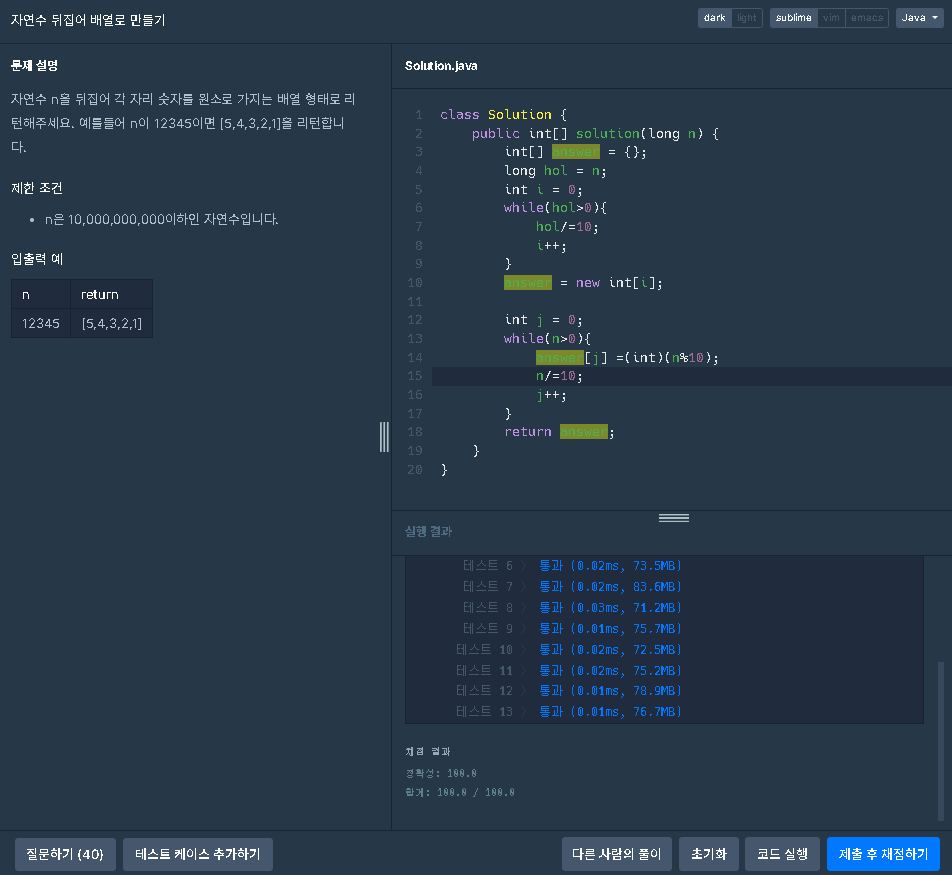 자연수 뒤집어 배열로 만들기
dark light sublime vim emacs Java
문제 설명
자연수 n을 뒤집어 각 자리 숫자를 원소로 가지는 배열 형태로 리
턴해주세요. 예를들어 n이 12345이면 [5,4,3,2,1]을 리턴합니
다.
제한 조건
n은 10,000,000,000이하인 자연수입니다.
입출력 예
n return
12345 [5,4,3,2,1]
Solution.java
1 class Solution {
2 public int[] solution(long n) {
3 int[] answer = {};
4 long hol = n;
5 int i = 0;
6 while(hol>0){
7 hol/=10;
8 i++;
9 }
10 answer = new int[i];
11
12 int j = 0;
13 while(n>0){
14 answer[j] =(int)(n%10);
15 n/=10;
16 j++;
17 }
18 return answer;
19 }
20 }
실행 결과
테스트 6 〉 통과 (0.02ms, 73.5MB)
테스트 7 〉 통과 (0.02ms, 83.6MB)
테스트 8 〉 통과 (0.03ms, 71.2MB)
테스트 9 〉 통과 (0.01ms, 75.7MB)
테스트 10 〉 통과 (0.02ms, 72.5MB)
테스트 11 〉 통과 (0.02ms, 75.2MB)
테스트 12 〉 통과 (0.01ms, 78.9MB)
테스트 13 〉 통과 (0.01ms, 76.7MB)
채점 결과
정확성: 100.0
합계: 100.0 / 100.0
질문하기 (40) 테스트 케이스 추가하기 다른 사람의 풀이 초기화 코드 실행 제출 후 채점하기